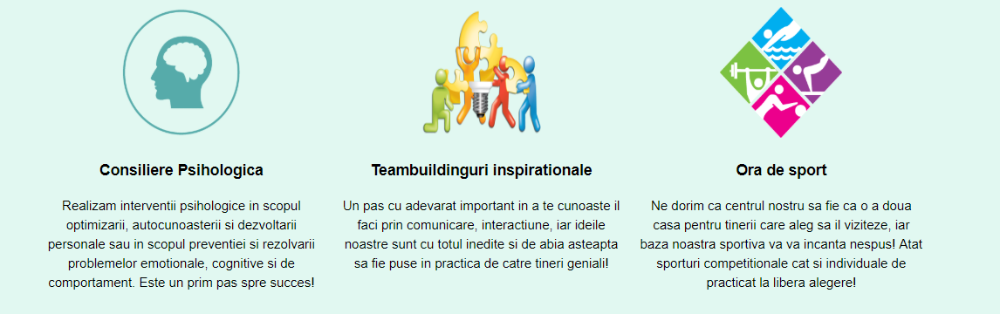 Consiliere Psihologica
Realizam interventii psihologice in scopul
optimizarii, autocunoasterii si dezvoltarii
personale sau in scopul preventiei si rezolvarii
problemelor emotionale, cognitive si de
comportament. Este un prim pas spre succes!
Teambuildinguri inspirationale
Un pas cu adevarat important in a te cunoaste il
faci prin comunicare, interactiune, iar ideile
noastre sunt cu totul inedite si de abia asteapta
sa fie puse in practica de catre tineri geniali!
Ora de sport
Ne dorim ca centrul nostru sa fie ca o a doua
casa pentru tinerii care aleg sa il viziteze, iar
baza noastra sportiva va va incanta nespus! Atat
sporturi competitionale cat si individuale de
practicat la libera alegere!